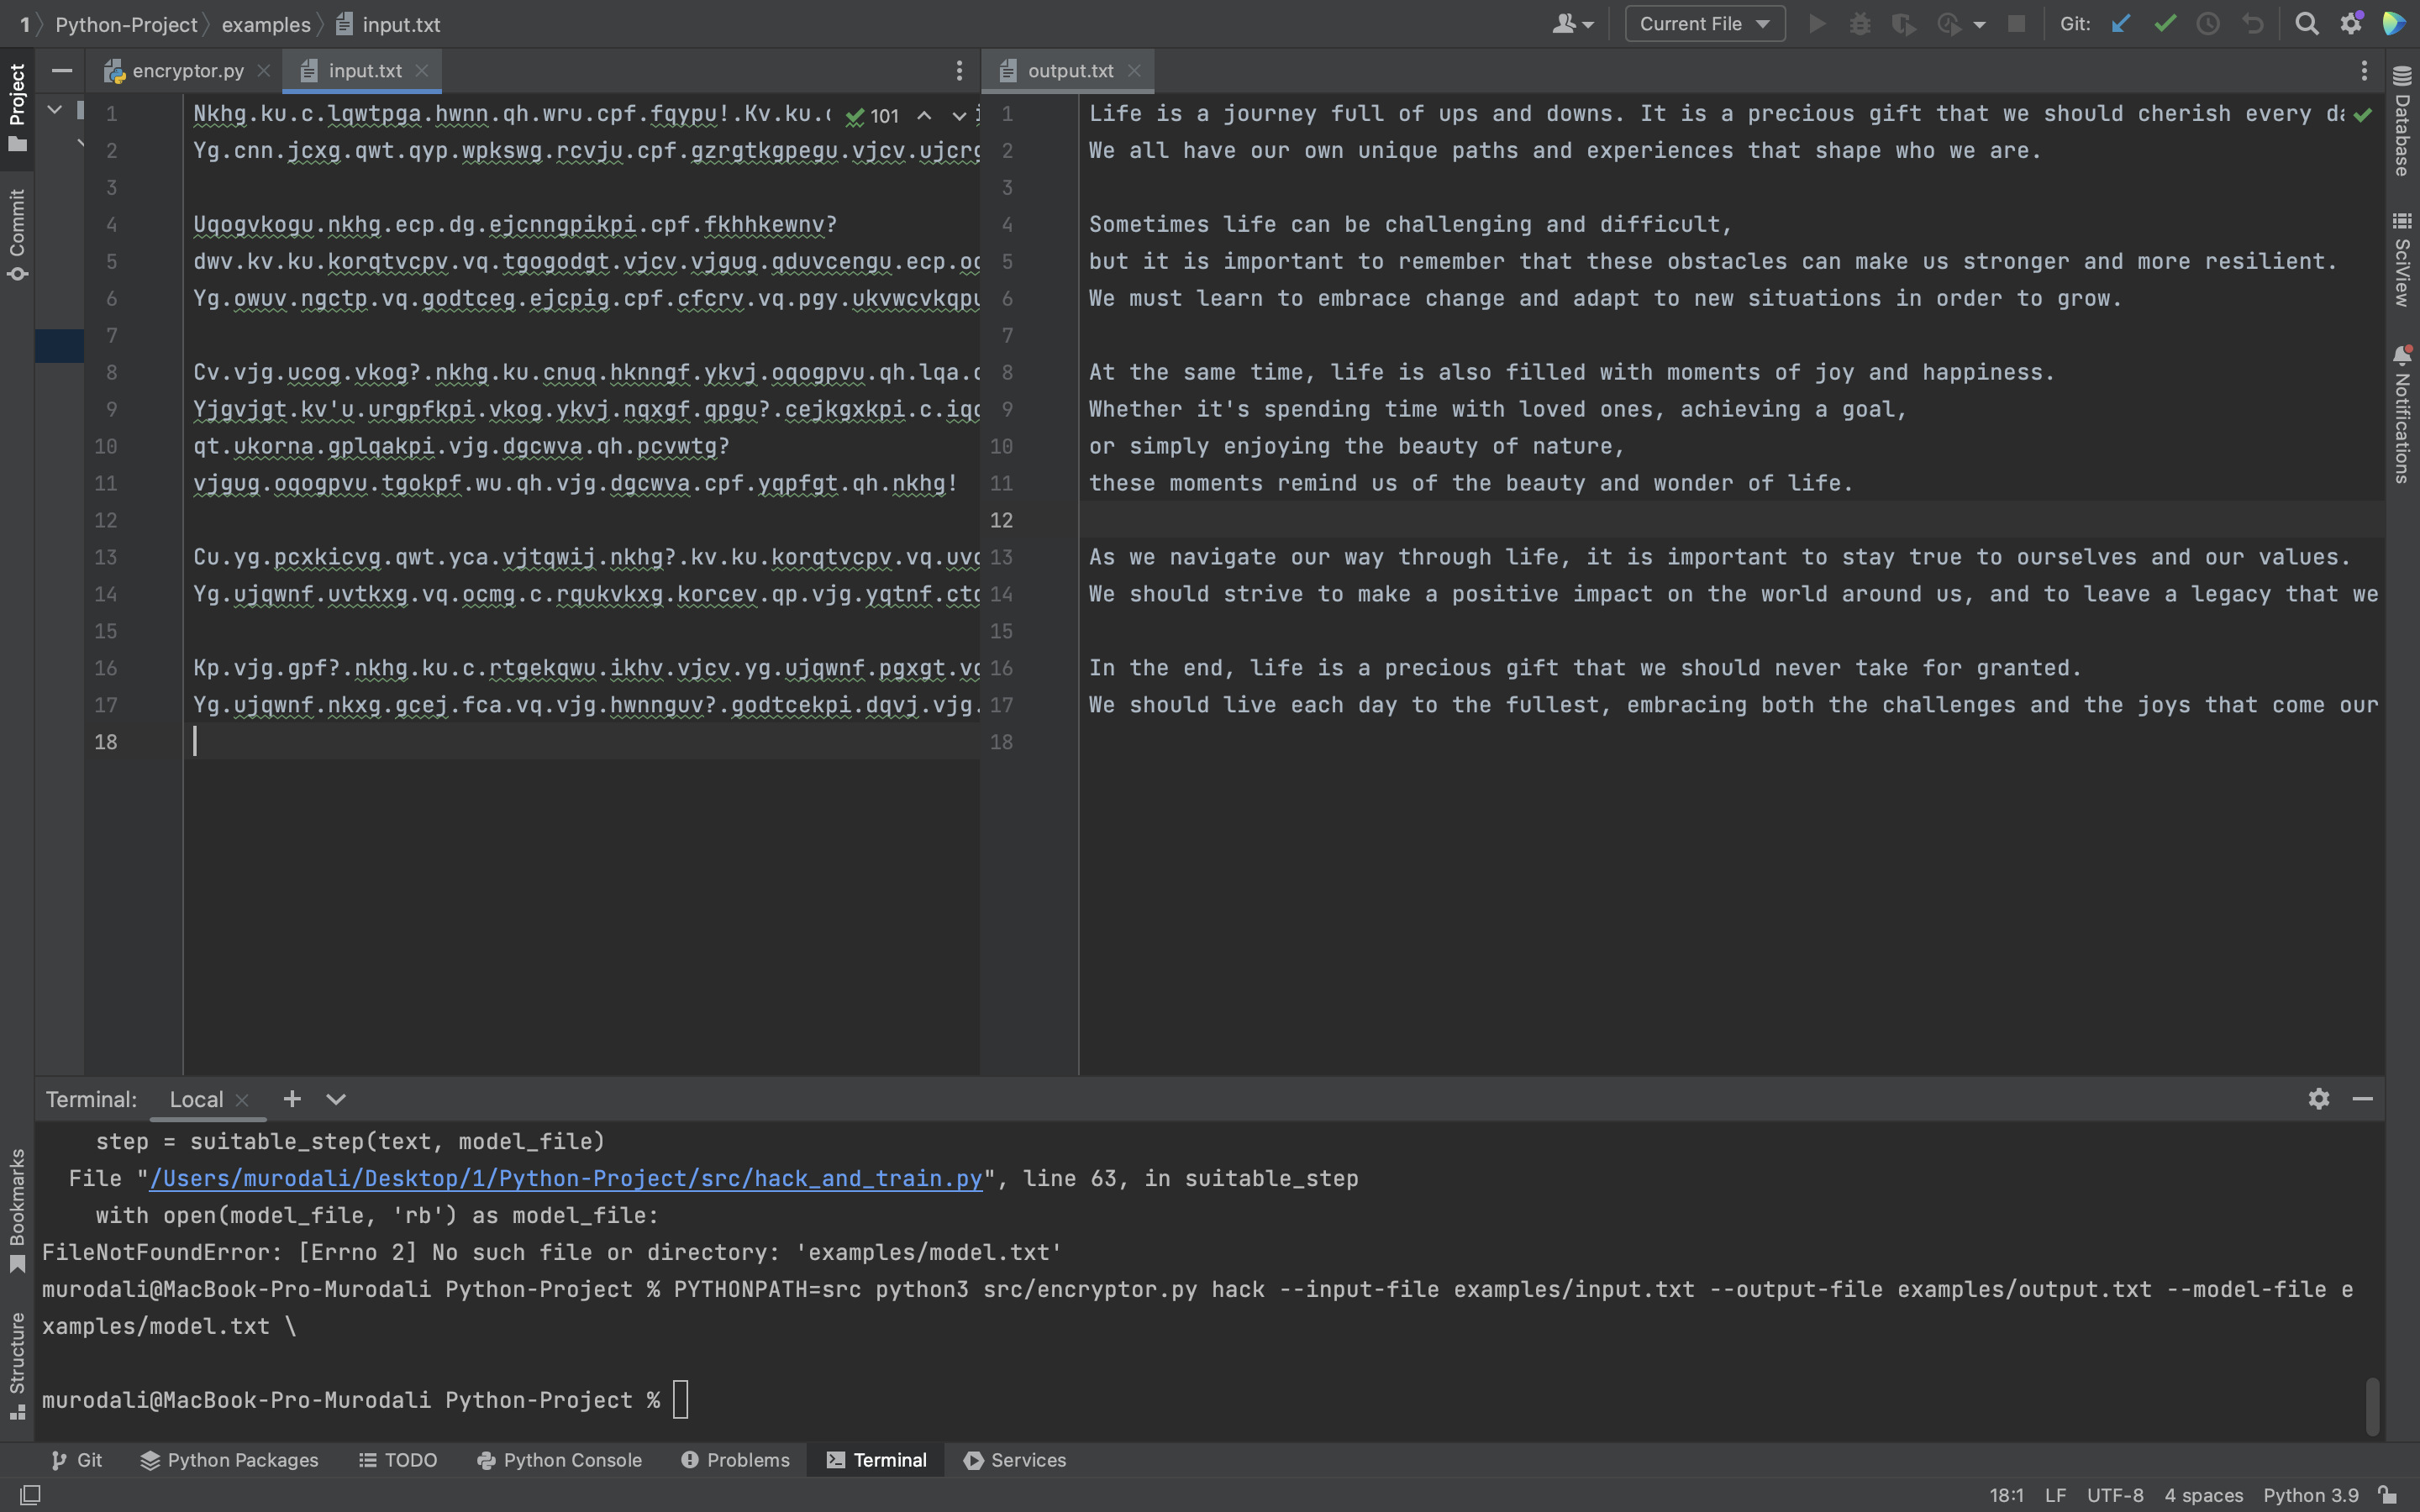 1 Python-Project examples input.txt
Current File
Git:
encryptor.py
input.txt
output.txt
Project
Commit
Bookmarks
Structure
101
1 Nkhg.ku.c.lqwtpga.hwnn.qh.wru.cpf.fqypu!.Kv.ku.
2 Yg.cnn.jcxg.qwt.qyp.wpkswg.rcvju.cpf.gzrgtkgpegu.vjcv.ujcrg
3
4 Uqogvkogu.nkhg.ecp.dg.ejcnngpikpi.cpf.fkhhkewnv?
5 dwv.kv.ku.korqtvcpv.vq.tgogodgt.vjcv.vjgug.qduvcengu.ecp.oc
6 Yg.owuv.ngctp.vq.godtceg.ejcpig.cpf.cfcrv.vq.pgy.ukvwcvkqpu
7
8 Cv.vjg.ucog.vkog?.nkhg.ku.cnuq.hknngf.ykvj.oqogpvu.qh.lqa.c
9 Yjgvjgt.kv'u.urgpfkpi.vkog.ykvj.nqxgf.qpgu?.cejkgxkpi.c.iqc
10 qt.ukorna.gplqakpi.vjg.dgcwva.qh.pcvwtg?
11 vjgug.oqogpvu.tgokpf.wu.qh.vjg.dgcwva.cpf.yqpfgt.qh.nkhg!
12
13 Cu.yg.pcxkicvg.qwt.yca.vjtqwij.nkhg?.kv.ku.korqtvcpv.vq.uvc
14 Yg.ujqwnf.uvtkxg.vq.ocmg.c.rqukvkxg.korcev.qp.vjg.yqtnf.ctq
15
16 Kp.vjg.gpf?.nkhg.ku.c.rtgekqwu.ikhv.vjcv.yg.ujqwnf.pgxgt.vc
17 Yg.ujqwnf.nkxg.gcej.fca.vq.vjg.hwnnguv?.godtcekpi.dqvj.vjg.
18
1 Life is a journey full of ups and downs. It is a precious gift that we should cherish every da
2 We all have our own unique paths and experiences that shape who we are.
3
4 Sometimes life can be challenging and difficult,
5 but it is important to remember that these obstacles can make us stronger and more resilient.
6 We must learn to embrace change and adapt to new situations in order to grow.
7
8 At the same time, life is also filled with moments of joy and happiness.
9 Whether it's spending time with loved ones, achieving a goal,
10 or simply enjoying the beauty of nature,
11 these moments remind us of the beauty and wonder of life.
12
13 As we navigate our way through life, it is important to stay true to ourselves and our values.
14 We should strive to make a positive impact on the world around us, and to leave a legacy that we
15
16 In the end, life is a precious gift that we should never take for granted.
17 We should live each day to the fullest, embracing both the challenges and the joys that come our
18
Database
SciView
Notifications
Terminal: Local
step = suitable_step(text, model_file)
File "/Users/murodali/Desktop/1/Python-Project/src/hack_and_train.py", line 63, in suitable_step
with open(model_file, 'rb') as model_file:
FileNotFoundError: [Errno 2] No such file or directory: 'examples/model.txt'
murodali@MacBook-Pro-Murodali Python-Project % PYTHONPATH=src python3 src/encryptor.py hack --input-file examples/input.txt --output-file examples/output.txt --model-file e
xamples/model.txt \
murodali@MacBook-Pro-Murodali Python-Project %
Git
Python Packages
TODO
Python Console
Problems
Terminal
Services
18:1 LF UTF-8 4 spaces Python 3.9